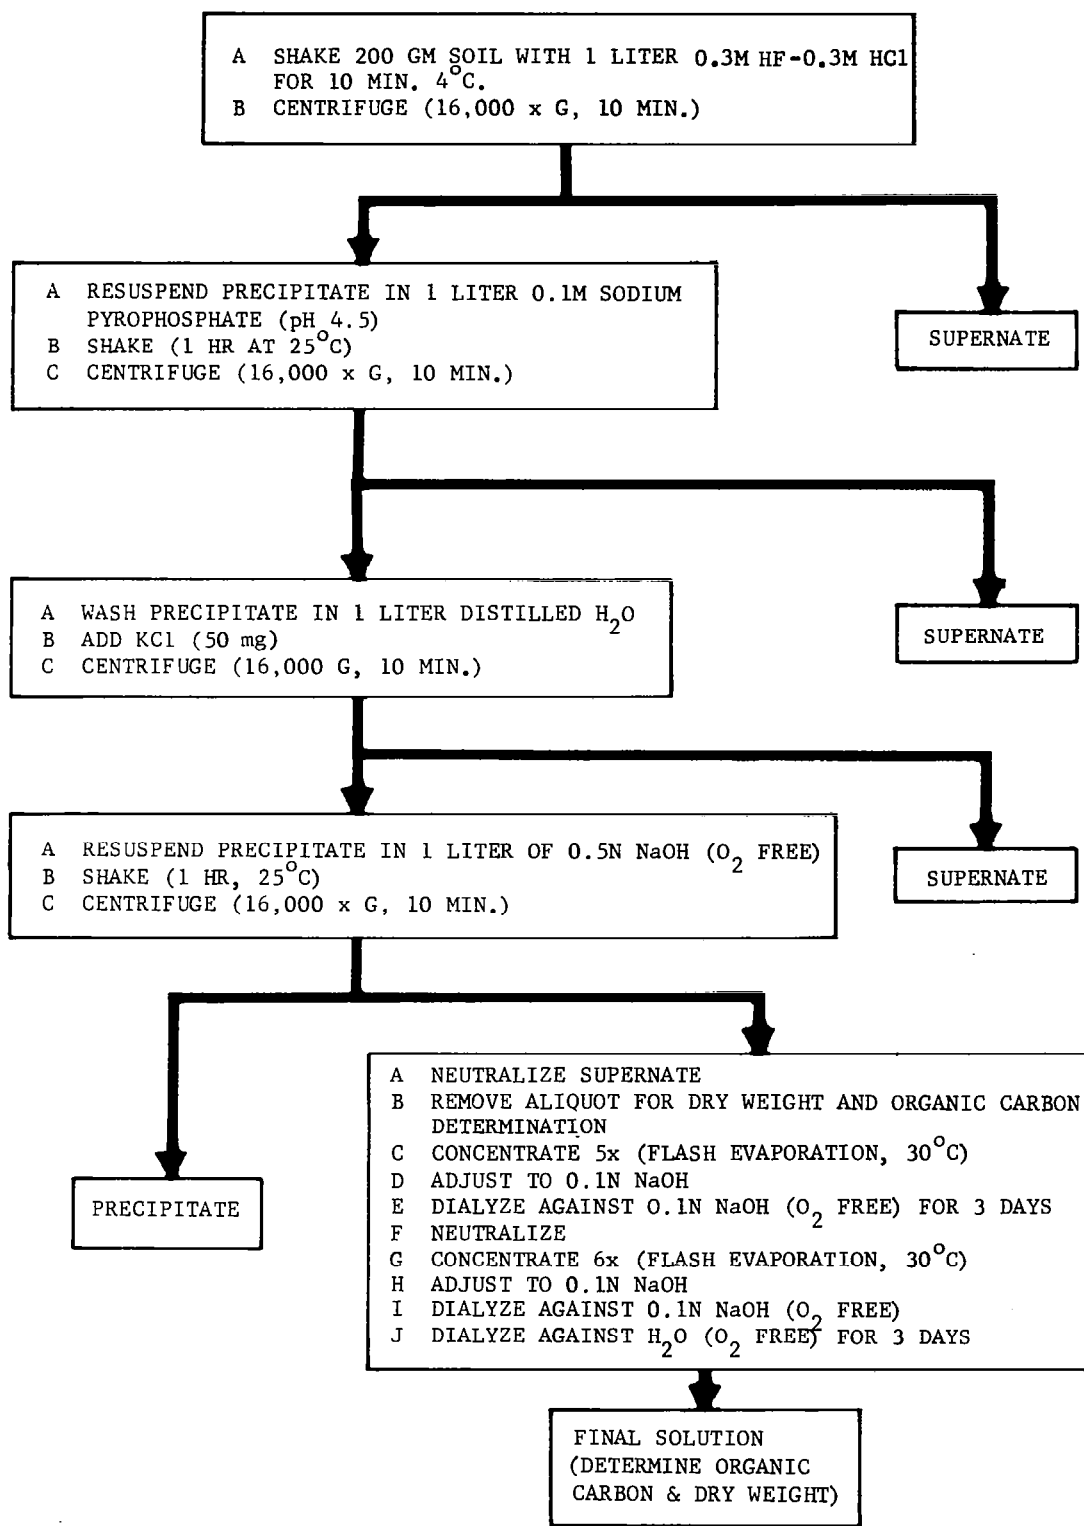 A SHAKE 200 GM SOIL WITH 1 LITER 0.3M HF-0.3M HCl
FOR 10 MIN. 4°C.
B CENTRIFUGE (16,000 x G, 10 MIN.)
A RESUSPEND PRECIPITATE IN 1 LITER 0.1M SODIUM
PYROPHOSPHATE (pH 4.5)
B SHAKE (1 HR AT 25°C)
C CENTRIFUGE (16,000 x G, 10 MIN.)
SUPERNATE
A WASH PRECIPITATE IN 1 LITER DISTILLED H₂O
B ADD KCl (50 mg)
C CENTRIFUGE (16,000 G, 10 MIN.)
SUPERNATE
A RESUSPEND PRECIPITATE IN 1 LITER OF 0.5N NaOH (O₂ FREE)
B SHAKE (1 HR, 25°C)
C CENTRIFUGE (16,000 x G, 10 MIN.)
SUPERNATE
PRECIPITATE
A NEUTRALIZE SUPERNATE
B REMOVE ALIQUOT FOR DRY WEIGHT AND ORGANIC CARBON
DETERMINATION
C CONCENTRATE 5x (FLASH EVAPORATION, 30°C)
D ADJUST TO 0.1N NaOH
E DIALYZE AGAINST 0.1N NaOH (O₂ FREE) FOR 3 DAYS
F NEUTRALIZE
G CONCENTRATE 6x (FLASH EVAPORATION, 30°C)
H ADJUST TO 0.1N NaOH
I DIALYZE AGAINST 0.1N NaOH (O₂ FREE)
J DIALYZE AGAINST H₂O (O₂ FREE) FOR 3 DAYS
FINAL SOLUTION
(DETERMINE ORGANIC
CARBON & DRY WEIGHT)